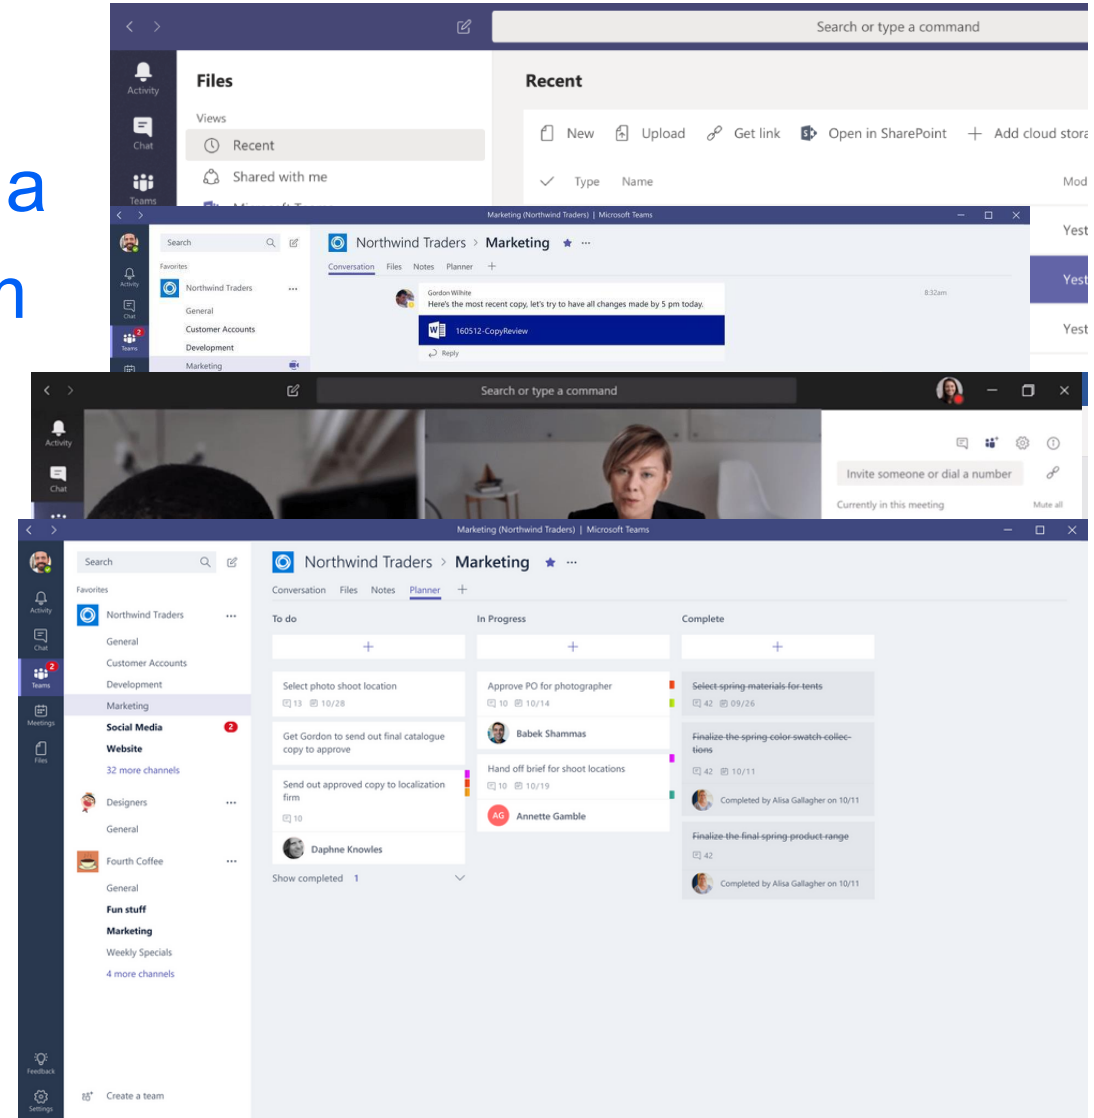 Search or type a command
Activity
Files
Recent
Views
Chat
Recent
New
Upload
Get link
Open in SharePoint
Add cloud stora
a
Teams
Shared with me
Type
Name
Mod
Marketing (Northwind Traders) | Microsoft Teams
Yest
Search
Northwind Traders > Marketing
Favorites
Conversation
Files
Notes
Planner
Activity
Northwind Traders
Gordon Wilhite
8:32am
Here's the most recent copy, let's try to have all changes made by 5 pm today.
Yest
n
General
Chat
Customer Accounts
160512-CopyReview
Yest
2
Teams
Development
Reply
Marketing
Search or type a command
Activity
Chat
Invite someone or dial a number
Currently in this meeting
Mute all
Marketing (Northwind Traders) | Microsoft Teams
Search
Northwind Traders > Marketing
Favorites
Conversation
Files
Notes
Planner
Activity
Chat
2
Teams
Meetings
Files
Northwind Traders
General
Customer Accounts
Development
Marketing
Social Media
2
Website
32 more channels
Designers
General
Fourth Coffee
General
Fun stuff
Marketing
Weekly Specials
4 more channels
To do
Select photo shoot location
13
10/28
Get Gordon to send out final catalogue
copy to approve
Send out approved copy to localization
firm
10
Daphne Knowles
Show completed 1
In Progress
Approve PO for photographer
10
10/14
Babek Shammas
Hand off brief for shoot locations
10
10/19
AG
Annette Gamble
Complete
Select spring materials for tents
42
09/26
Finalize the spring color swatch collec-
tions
42
10/11
Completed by Alisa Gallagher on 10/11
Finalize the final spring product range
42
Completed by Alisa Gallagher on 10/11
Feedback
Settings
Create a team